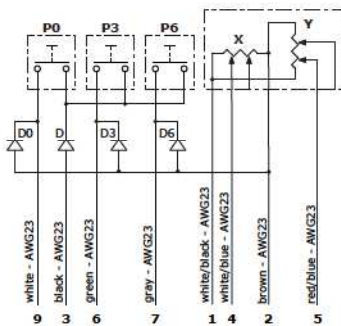 P0 P3 P6 X Y
D0 D D3 D6
white - AWG23
black - AWG23
green - AWG23
gray - AWG23
white/black - AWG23
white/blue - AWG23
brown - AWG23
red/blue - AWG23
9 3 6 7 1 4 2 5